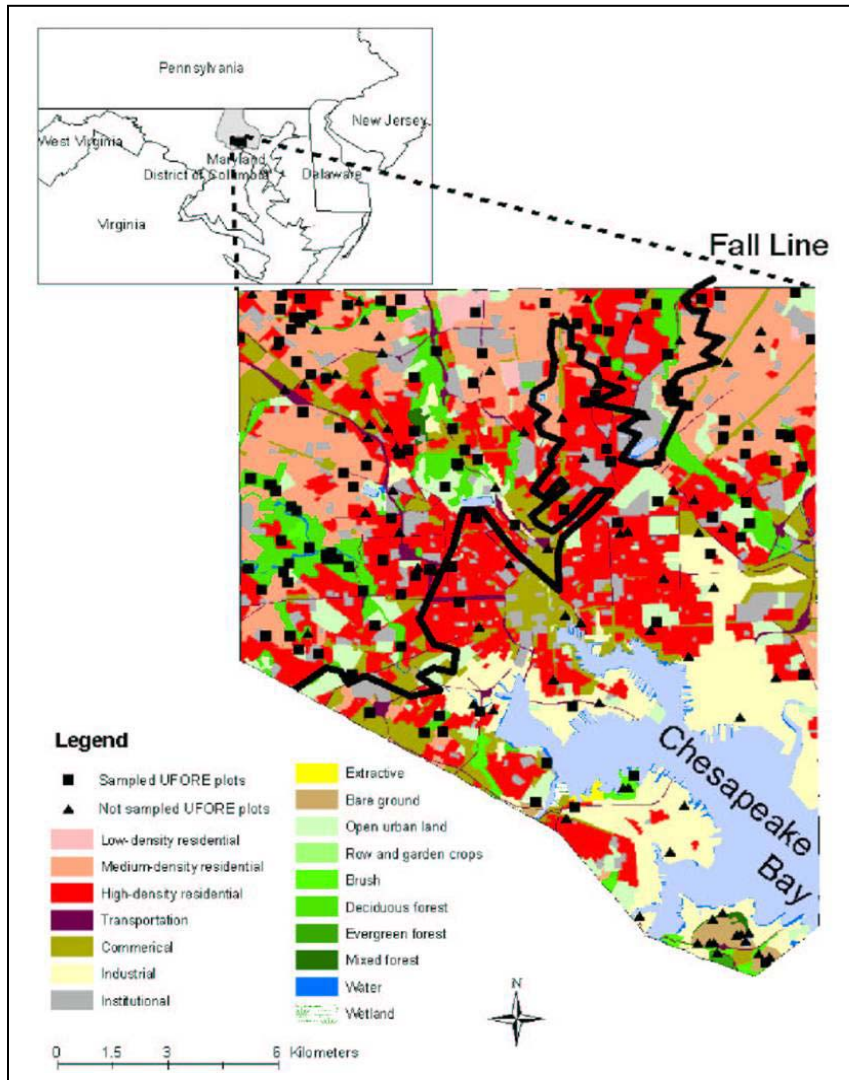 Pennsylvania
New Jersey
West Virginia
Maryland
District of Columbia
Delaware
Virginia
Fall Line
Chesapeake
Bay
Legend
Sampled UFORE plots
Not sampled UFORE plots
Low-density residential
Medium-density residential
High-density residential
Transportation
Commerical
Industrial
Institutional
Extractive
Bare ground
Open urban land
Row and garden crops
Brush
Deciduous forest
Evergreen forest
Mixed forest
Water
Wetland
N
0 1.5 3 6 Kilometers